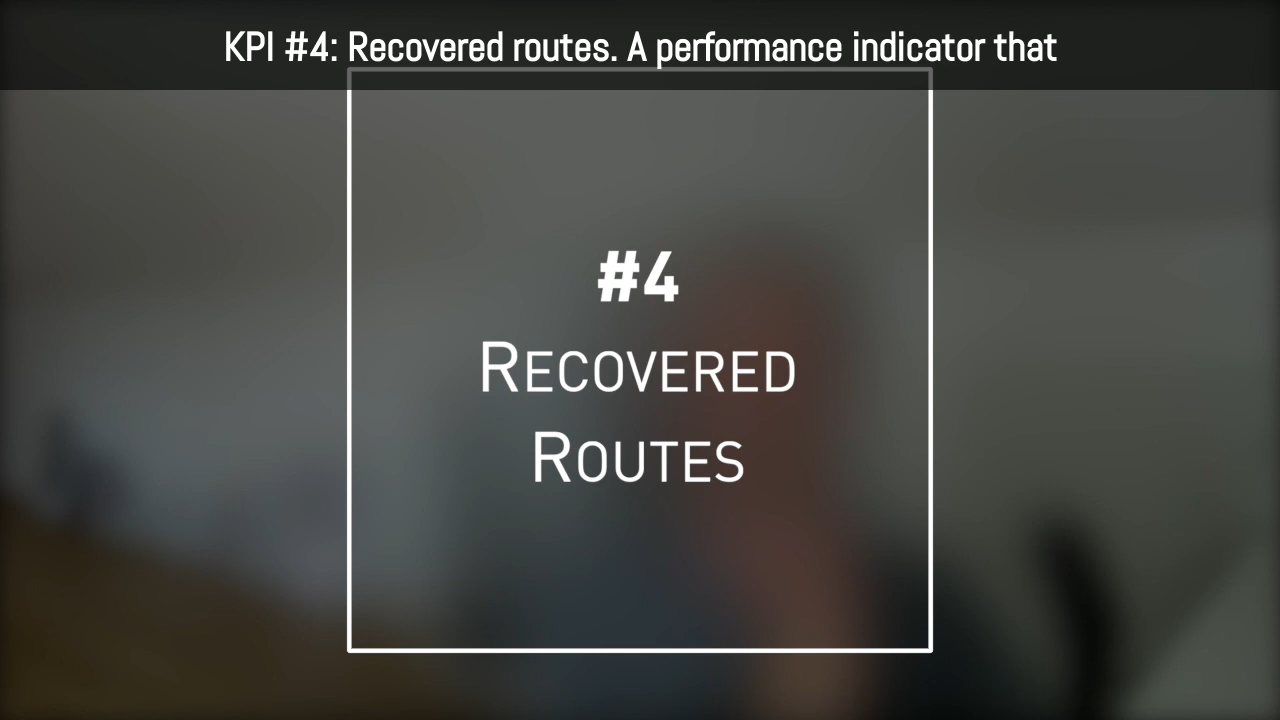 KPI #4: Recovered routes. A performance indicator that
#4
RECOVERED
ROUTES